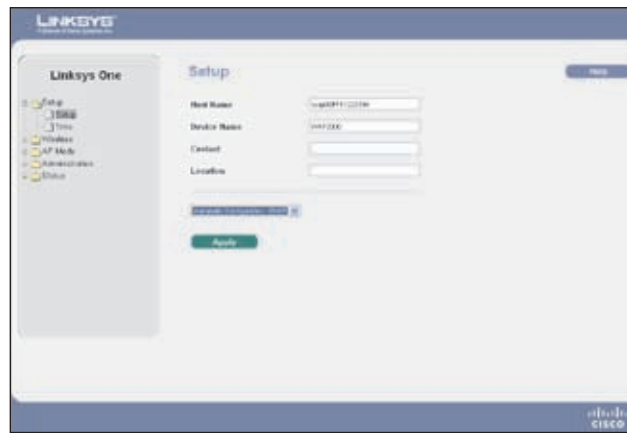 LINKSYS
Linksys One
Setup
Setup
Time
Wireless
AP Mode
Administration
Status
Setup
Help
Host Name
Device Name
Contact
Location
Apply
CISCO